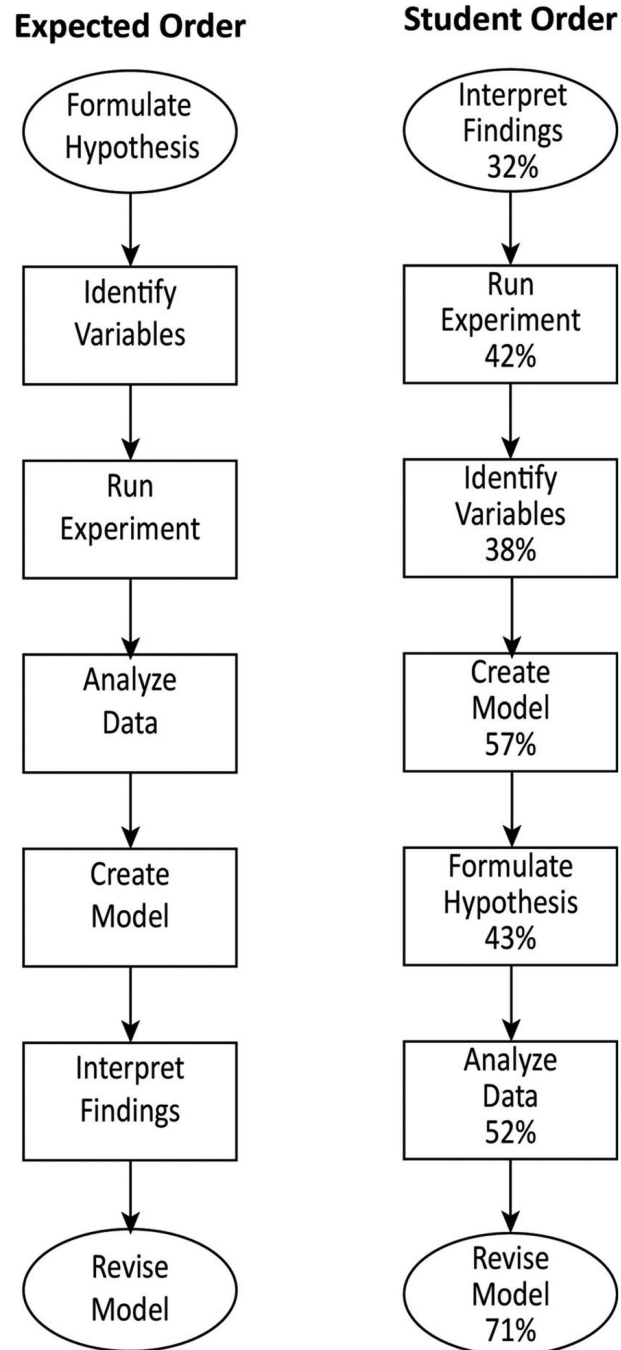 Expected Order
Formulate
Hypothesis
Identify
Variables
Run
Experiment
Analyze
Data
Create
Model
Interpret
Findings
Revise
Model
Student Order
Interpret
Findings
32%
Run
Experiment
42%
Identify
Variables
38%
Create
Model
57%
Formulate
Hypothesis
43%
Analyze
Data
52%
Revise
Model
71%